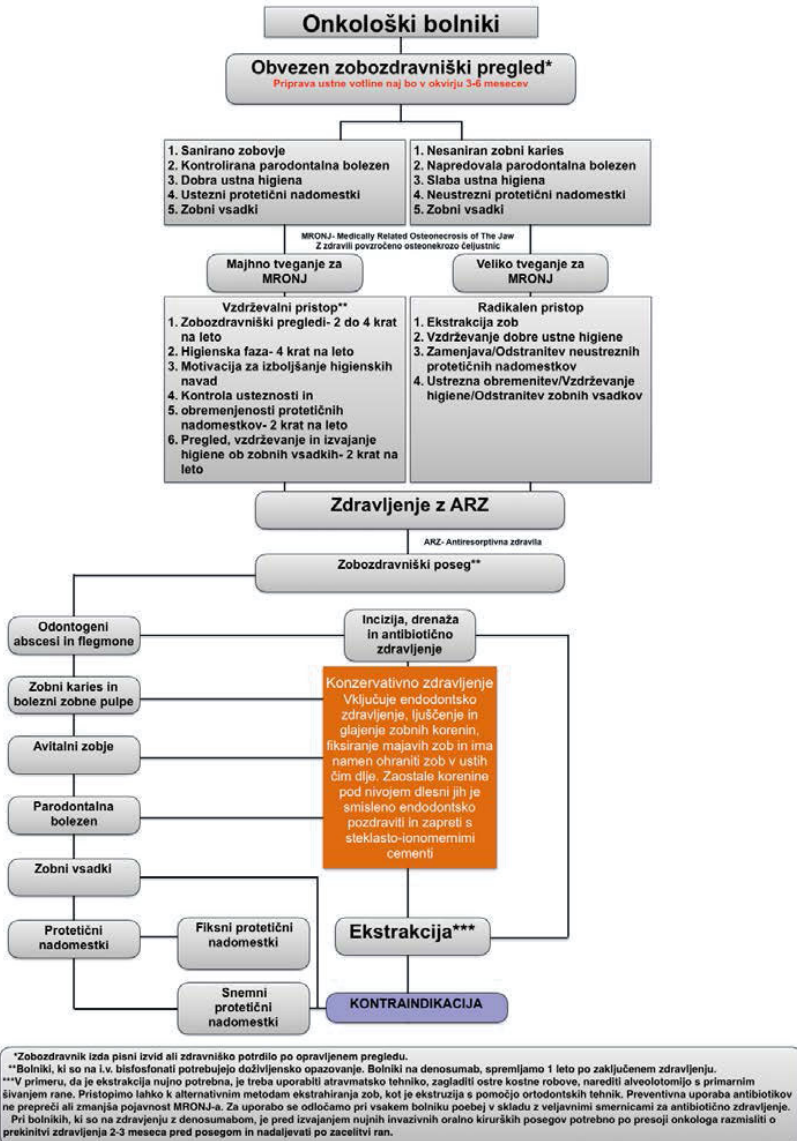 Onkološki bolniki
Obvezen zobozdravniški pregled*
Priprava ustne votline naj bo v okvirju 3-6 mesecev
1. Sanirano zobovje
2. Kontrolirana parodontalna bolezen
3. Dobra ustna higiena
4. Ustezni protetični nadomestki
5. Zobni vsadki
1. Nesaniran zobni karies
2. Napredovala parodontalna bolezen
3. Slaba ustna higiena
4. Neustrezni protetični nadomestki
5. Zobni vsadki
MRONJ- Medically Related Osteonecrosis of The Jaw
Z zdravili povzročeno osteonekrozo čeljustnic
Majhno tveganje za
MRONJ
Veliko tveganje za
MRONJ
Vzdrževalni pristop**
1. Zobozdravniški pregledi- 2 do 4 krat
na leto
2. Higienska faza- 4 krat na leto
3. Motivacija za izboljšanje higienskih
navad
4. Kontrola usteznosti in
5. obremenjenosti protetičnih
nadomestkov- 2 krat na leto
6. Pregled, vzdrževanje in izvajanje
higiene ob zobnih vsadkih- 2 krat na
leto
Radikalen pristop
1. Ekstrakcija zob
2. Vzdrževanje dobre ustne higiene
3. Zamenjava/Odstranitev neustreznih
protetičnih nadomestkov
4. Ustrezna obremenitev/Vzdrževanje
higiene/Odstranitev zobnih vsadkov
Zdravljenje z ARZ
ARZ- Antiresorptivna zdravila
Zobozdravniški poseg**
Odontogeni
abscesi in flegmone
Incizija, drenaža
in antibiotično
zdravljenje
Zobni karies in
bolezni zobne pulpe
Avitalni zobje
Parodontalna
bolezen
Zobni vsadki
Protetični
nadomestki
Konzervativno zdravljenje
Vključuje endodontsko
zdravljenje, ljuščenje in
glajenje zobnih korenin,
fiksiranje majavih zob in ima
namen ohraniti zob v ustih
čim dlje. Zaostale korenine
pod nivojem dlesni jih je
smisleno endodontsko
pozdraviti in zapreti s
steklasto-ionomernimi
cementi
Fiksni protetični
nadomestki
Ekstrakcija***
Snemni
protetični
nadomestki
KONTRAINDIKACIJA
*Zobozdravnik izda pisni izvid ali zdravniško potrdilo po opravljenem pregledu.
**Bolniki, ki so na i.v. bisfosfonati potrebujejo doživljensko opazovanje. Bolniki na denosumab, spremljamo 1 leto po zaključenem zdravljenju.
***V primeru, da je ekstrakcija nujno potrebna, je treba uporabiti atravmatsko tehniko, zagladiti ostre kostne robove, narediti alveolotomijo s primarnim
šivanjem rane. Pristopimo lahko k alternativnim metodam ekstrahiranja zob, kot je ekstruzija s pomočjo ortodontskih tehnik. Preventivna uporaba antibiotikov
ne prepreči ali zmanjša pojavnost MRONJ-a. Za uporabo se odločamo pri vsakem bolniku poebej v skladu z veljavnimi smernicami za antibiotično zdravljenje.
Pri bolnikih, ki so na zdravjenju z denosumabom, je pred izvajanjem nujnih invazivnih oralno kirurških posegov potrebno po presoji onkologa razmisliti o
prekinitvi zdravljenja 2-3 meseca pred posegom in nadaljevati po zacelitvi ran.